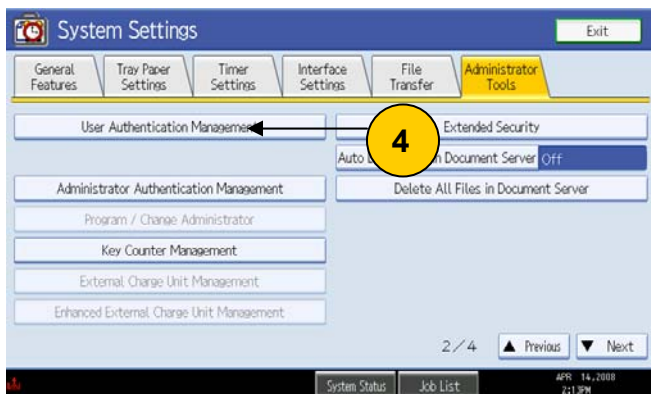 System Settings
Exit
General Features
Tray Paper Settings
Timer Settings
Interface Settings
File Transfer
Administrator Tools
User Authentication Management
Extended Security
4
Auto Document Server Off
Administrator Authentication Management
Delete All Files in Document Server
Program / Change Administrator
Key Counter Management
External Charge Unit Management
Enhanced External Charge Unit Management
2/4
▲ Previous
▼ Next
System Status
Job List
APR 14,2008
2:13PM